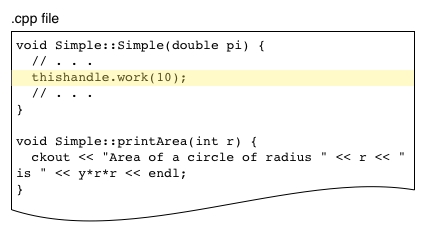 .cpp file
void Simple::Simple(double pi) {
  // . . .
  thishandle.work(10);
  // . . .
}
void Simple::printArea(int r) {
  ckout << "Area of a circle of radius " << r << "
is " << y*r*r << endl;
}